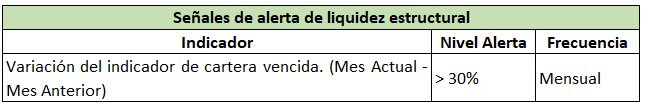 Señales de alerta de liquidez estructural
Indicador Nivel Alerta Frecuencia
Variación del indicador de cartera vencida. (Mes Actual -
Mes Anterior) > 30% Mensual